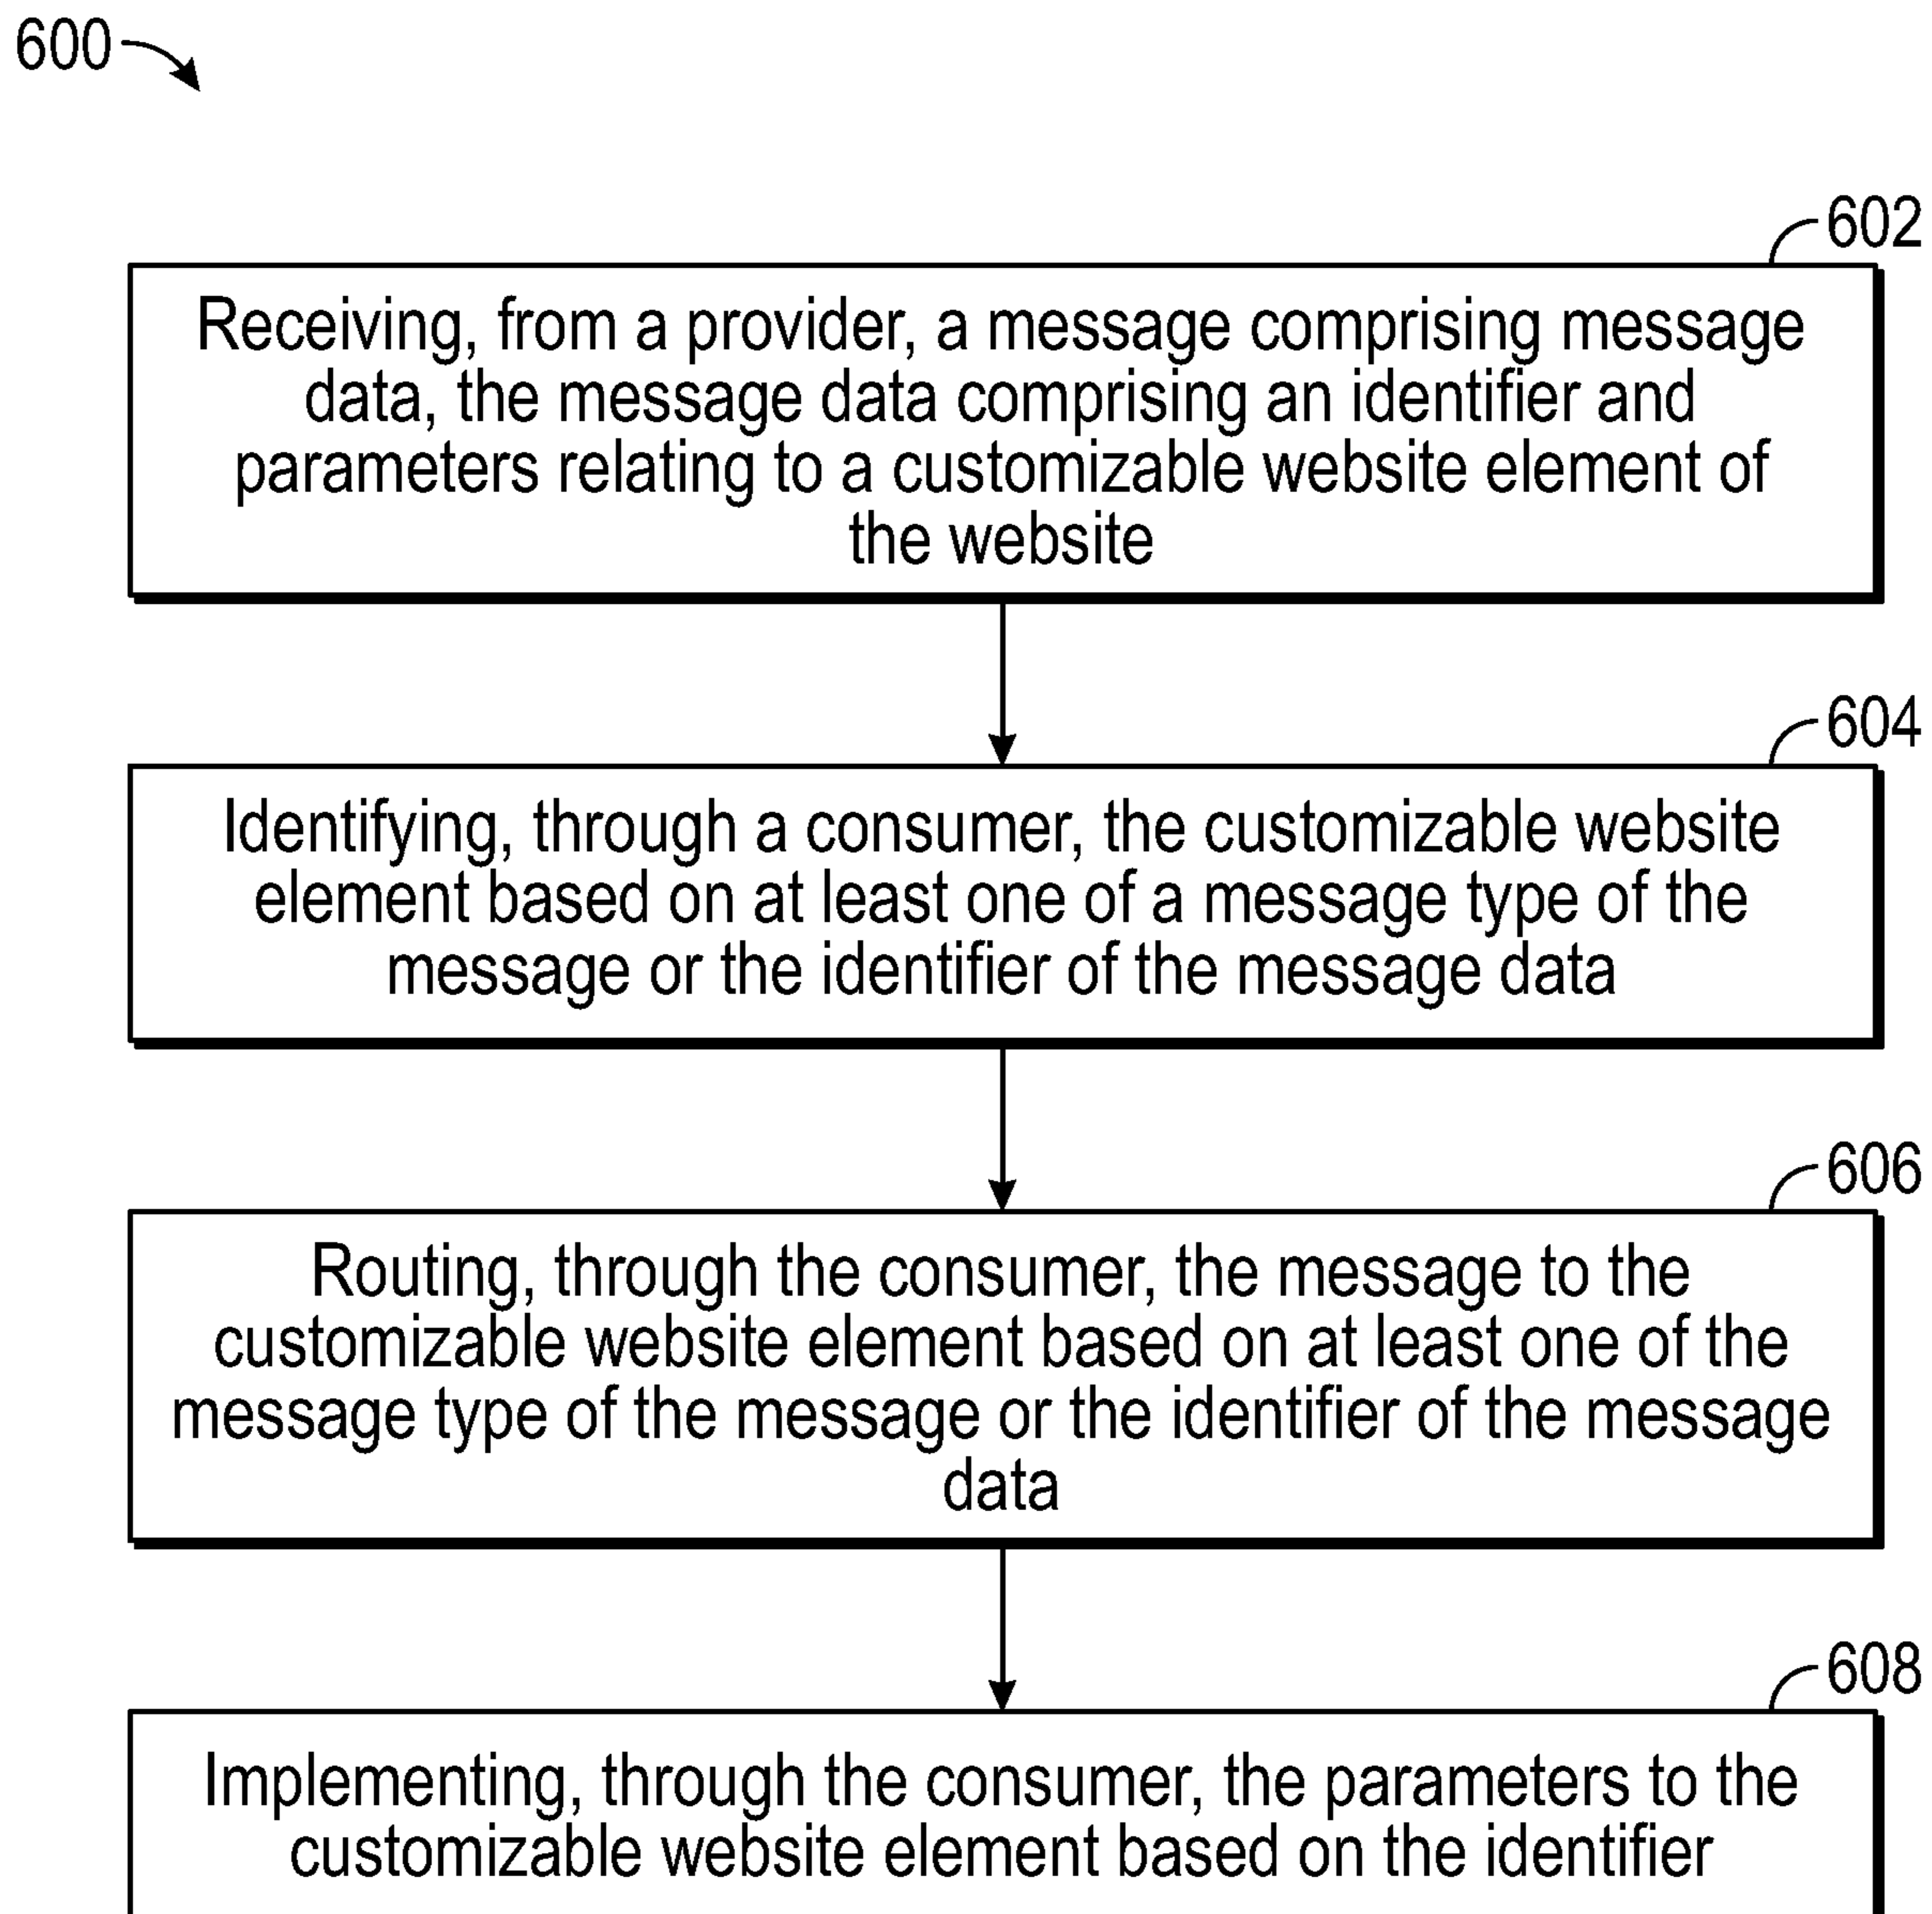 600
602
Receiving, from a provider, a message comprising message
data, the message data comprising an identifier and
parameters relating to a customizable website element of
the website
604
Identifying, through a consumer, the customizable website
element based on at least one of a message type of the
message or the identifier of the message data
606
Routing, through the consumer, the message to the
customizable website element based on at least one of the
message type of the message or the identifier of the message
data
608
Implementing, through the consumer, the parameters to the
customizable website element based on the identifier